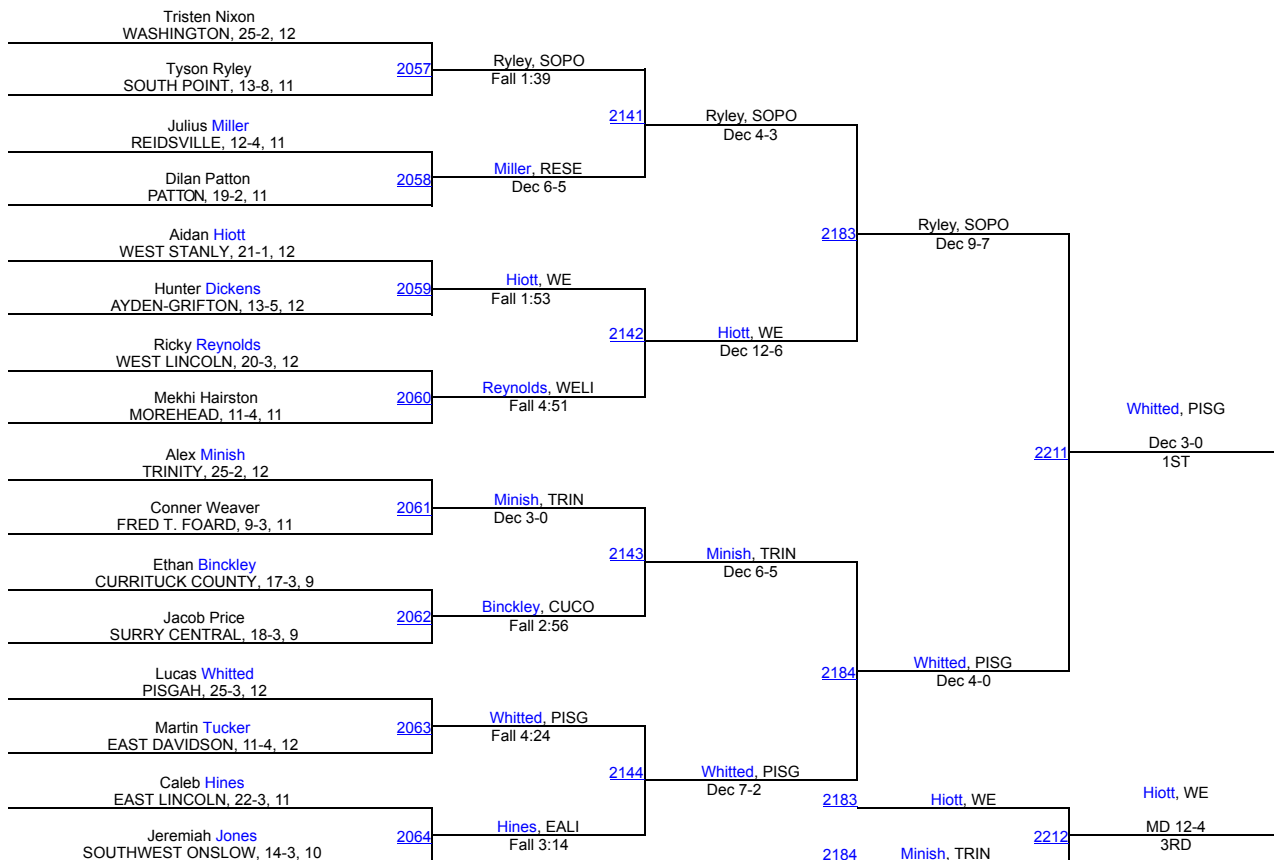 Tristen Nixon
WASHINGTON, 25-2, 12
Tyson Ryley
SOUTH POINT, 13-8, 11
2057
Ryley, SOPO
Fall 1:39
2141
Ryley, SOPO
Dec 4-3
Julius Miller
REIDSVILLE, 12-4, 11
Dilan Patton
PATTON, 19-2, 11
2058
Miller, RESE
Dec 6-5
2183
Ryley, SOPO
Dec 9-7
Aidan Hiott
WEST STANLY, 21-1, 12
Hunter Dickens
AYDEN-GRIFTON, 13-5, 12
2059
Hiott, WE
Fall 1:53
2142
Hiott, WE
Dec 12-6
Ricky Reynolds
WEST LINCOLN, 20-3, 12
Mekhi Hairston
MOREHEAD, 11-4, 11
2060
Reynolds, WELI
Fall 4:51
2211
Whitted, PISG
Dec 3-0
1ST
Alex Minish
TRINITY, 25-2, 12
Conner Weaver
FRED T. FOARD, 9-3, 11
2061
Minish, TRIN
Dec 3-0
2143
Minish, TRIN
Dec 6-5
Ethan Binckley
CURRITUCK COUNTY, 17-3, 9
Jacob Price
SURRY CENTRAL, 18-3, 9
2062
Binckley, CUCO
Fall 2:56
2184
Whitted, PISG
Dec 4-0
Lucas Whitted
PISGAH, 25-3, 12
Martin Tucker
EAST DAVIDSON, 11-4, 12
2063
Whitted, PISG
Fall 4:24
2144
Whitted, PISG
Dec 7-2
Caleb Hines
EAST LINCOLN, 22-3, 11
Jeremiah Jones
SOUTHWEST ONSLOW, 14-3, 10
2064
Hines, EALI
Fall 3:14
2183
Hiott, WE
2184
Minish, TRIN
2212
Hiott, WE
MD 12-4
3RD